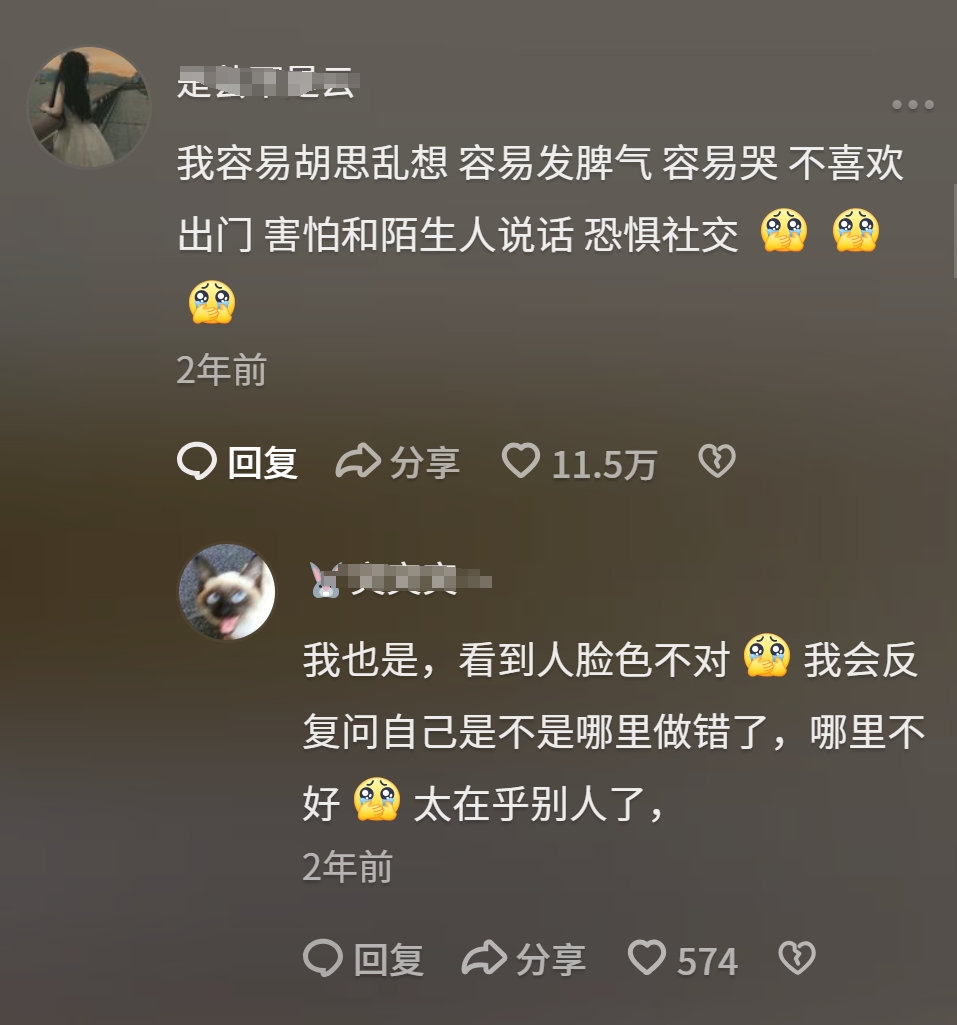 我容易胡思乱想 容易发脾气 容易哭 不喜欢
出门 害怕和陌生人说话 恐惧社交 🥹 🥹
🥹
2年前
回复 分享 11.5万
我也是，看到人脸色不对 🥹 我会反
复问自己是不是哪里做错了，哪里不
好 🥹 太在乎别人了，
2年前
回复 分享 574